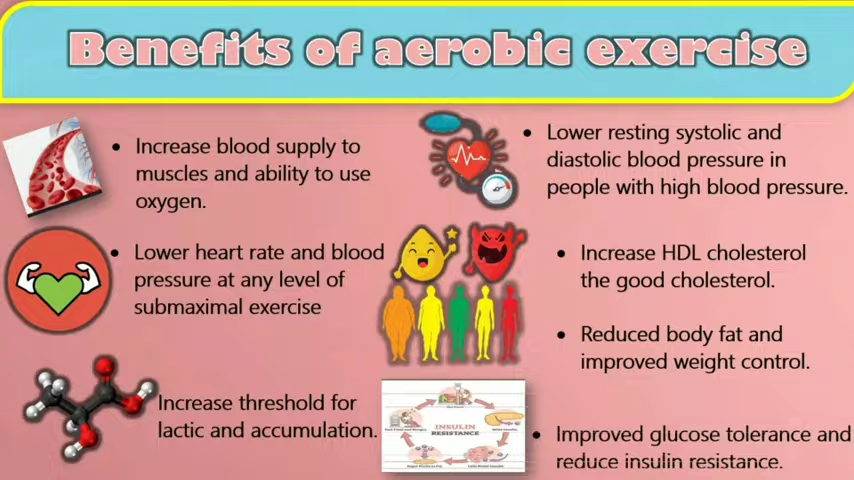 Benefits of aerobic exercise
• Increase blood supply to
muscles and ability to use
oxygen.
• Lower heart rate and blood
pressure at any level of
submaximal exercise
Increase threshold for
lactic and accumulation.
• Lower resting systolic and
diastolic blood pressure in
people with high blood pressure.
• Increase HDL cholesterol
the good cholesterol.
• Reduced body fat and
improved weight control.
INSULIN
RESISTANCE
• Improved glucose tolerance and
reduce insulin resistance.